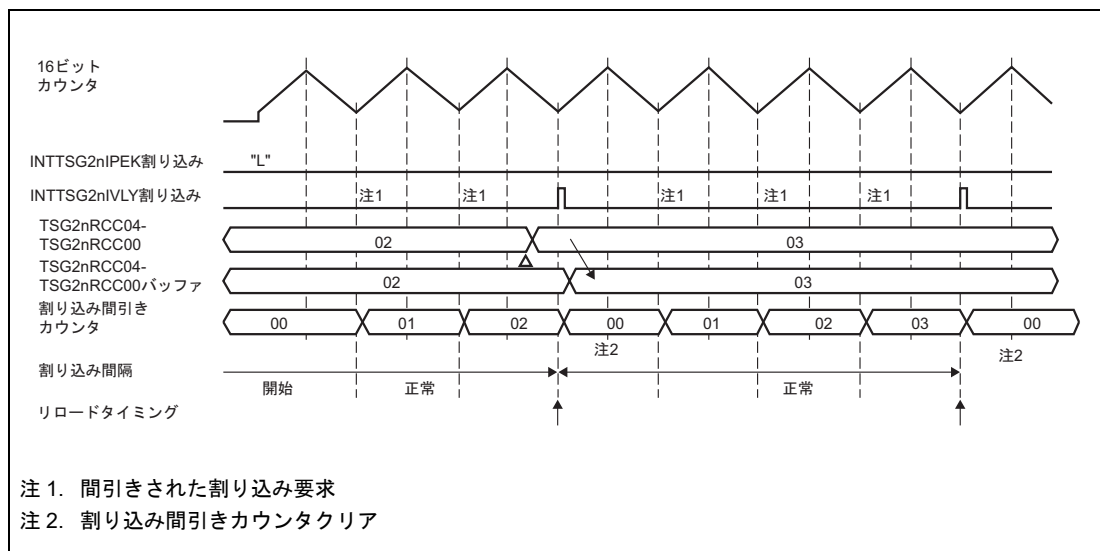 16ビット
カウンタ
INTTSG2nIPEK割り込み
"L"
INTTSG2nIVLY割り込み
注1
注1
注1
注1
注1
TSG2nRCC04-
TSG2nRCC00
02
03
TSG2nRCC04-
TSG2nRCC00バッファ
02
03
割り込み間引き
カウンタ
00
01
02
00
01
02
03
00
注2
注2
割り込み間隔
開始
正常
正常
リロードタイミング
注 1. 間引きされた割り込み要求
注 2. 割り込み間引きカウンタクリア